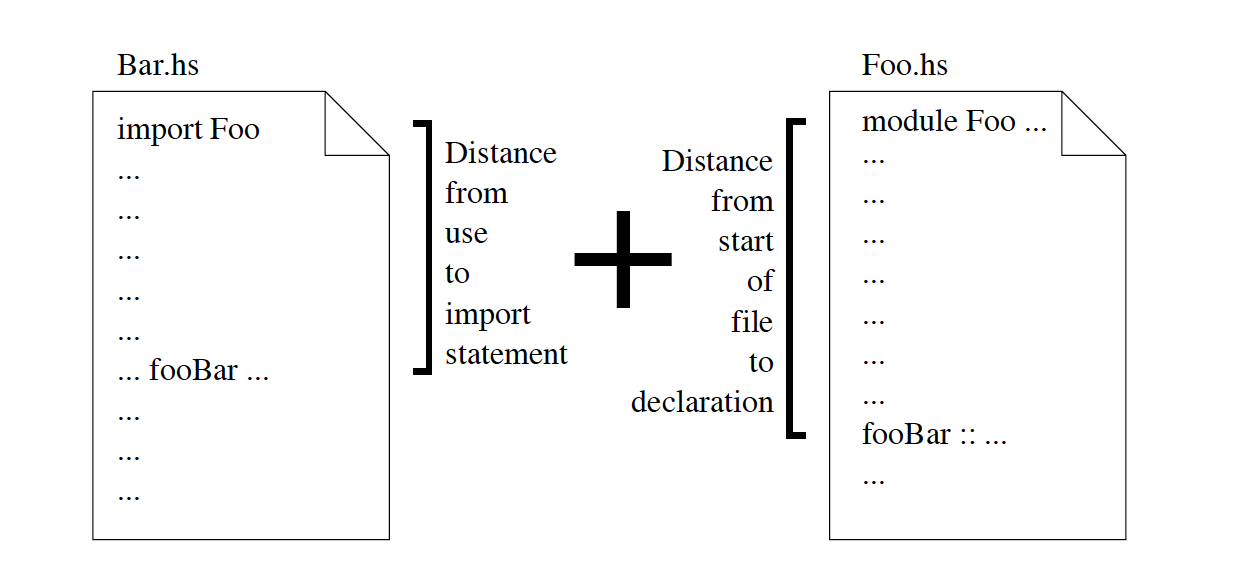 Bar.hs
import Foo
...
...
...
...
...
... fooBar ...
...
...
...
Distance
from
use
to
import
statement
+
Distance
from
start
of
file
to
declaration
Foo.hs
module Foo ...
...
...
...
...
...
...
...
fooBar :: ...
...